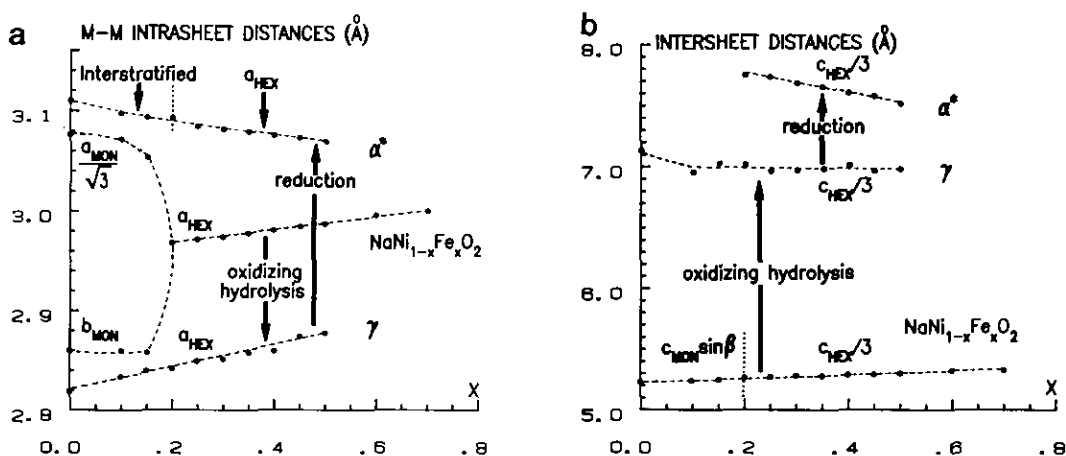 a
M-M INTRASHEET DISTANCES (Å)
Interstratified
a_HEX
3.1
α*
a_MON
√3
reduction
a_HEX
3.0
NaNi₁₋ₓFeₓO₂
oxidizing
hydrolysis
2.9
b_MON
a_HEX
γ
X
2.8
0.0 .2 .4 .6 .8
b
INTERSHEET DISTANCES (Å)
8.0
c_HEX/3
α*
reduction
7.0
γ
c_HEX/3
oxidizing hydrolysis
6.0
NaNi₁₋ₓFeₓO₂
c_MON sinβ
c_HEX/3
X
5.0
0.0 .2 .4 .6 .8